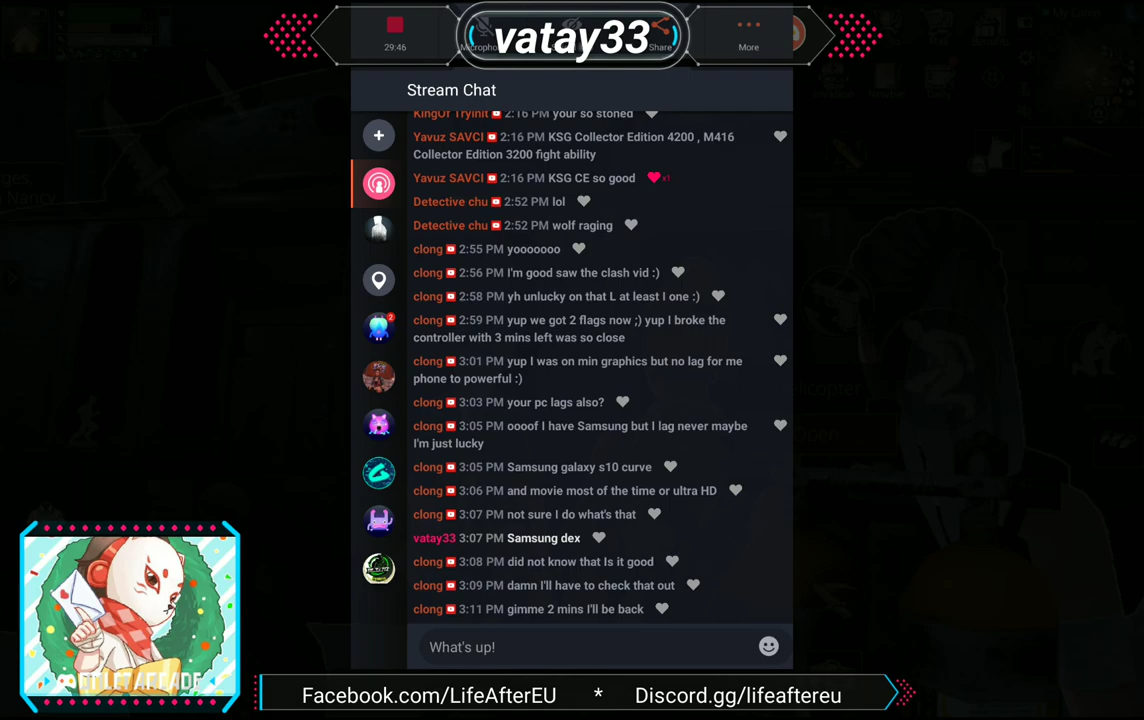 vatay33
29:46
Share
More
Stream Chat
KingOf Tryinit 2:16 PM your so stoned
Yavuz SAVCI 2:16 PM KSG Collector Edition 4200 , M416
Collector Edition 3200 fight ability
Yavuz SAVCI 2:16 PM KSG CE so good x1
Detective chu 2:52 PM lol
Detective chu 2:52 PM wolf raging
clong 2:55 PM yooooooo
clong 2:56 PM I'm good saw the clash vid :)
clong 2:58 PM yh unlucky on that L at least I one :)
clong 2:59 PM yup we got 2 flags now ;) yup I broke the
controller with 3 mins left was so close
clong 3:01 PM yup I was on min graphics but no lag for me
phone to powerful :)
clong 3:03 PM your pc lags also?
clong 3:05 PM oooof I have Samsung but I lag never maybe
I'm just lucky
clong 3:05 PM Samsung galaxy s10 curve
clong 3:06 PM and movie most of the time or ultra HD
clong 3:07 PM not sure I do what's that
vatay33 3:07 PM Samsung dex
clong 3:08 PM did not know that Is it good
clong 3:09 PM damn I'll have to check that out
clong 3:11 PM gimme 2 mins I'll be back
2
What's up!
Facebook.com/LifeAfterEU * Discord.gg/lifeaftereu